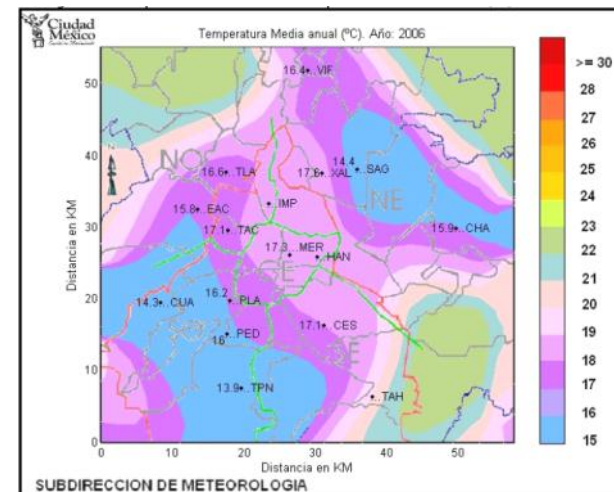 Ciudad
México
Temperatura Media anual (ºC). Año: 2006
50
40
30
20
10
0
Distancia en KM
0 10 20 30 40 50
Distancia en KM
NO
NE
CE
SE
16.4 VIF
16.6 TLA
17.6 XAL
14.4 SAG
15.8 EAC
IMP
17.1 TAC
15.9 CHA
17.3 MER
HAN
14.3 CUA
16.2 PLA
17.1 CES
16 PED
13.9 TPN
TAH
>= 30
28
27
26
25
24
23
22
21
20
19
18
17
16
15
SUBDIRECCION DE METEOROLOGIA